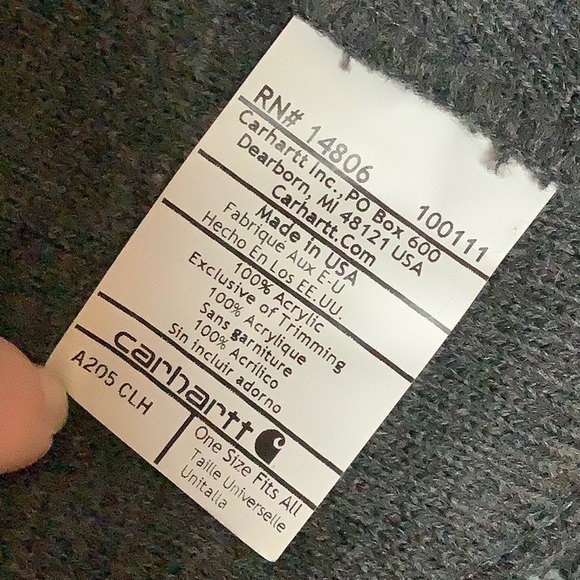 RN# 14806 100111
Carhartt Inc., PO Box 600
Dearborn, MI 48121 USA
Carhartt.Com
Made in USA
Fabriqué Aux E-U
Hecho En Los EE.UU.
100% Acrylic
Exclusive of Trimming
100% Acrylique
Sans garniture
100% Acrílico
Sin incluir adorno
carhartt
A205 CLH
One Size Fits All
Taille Universelle
Unitalla